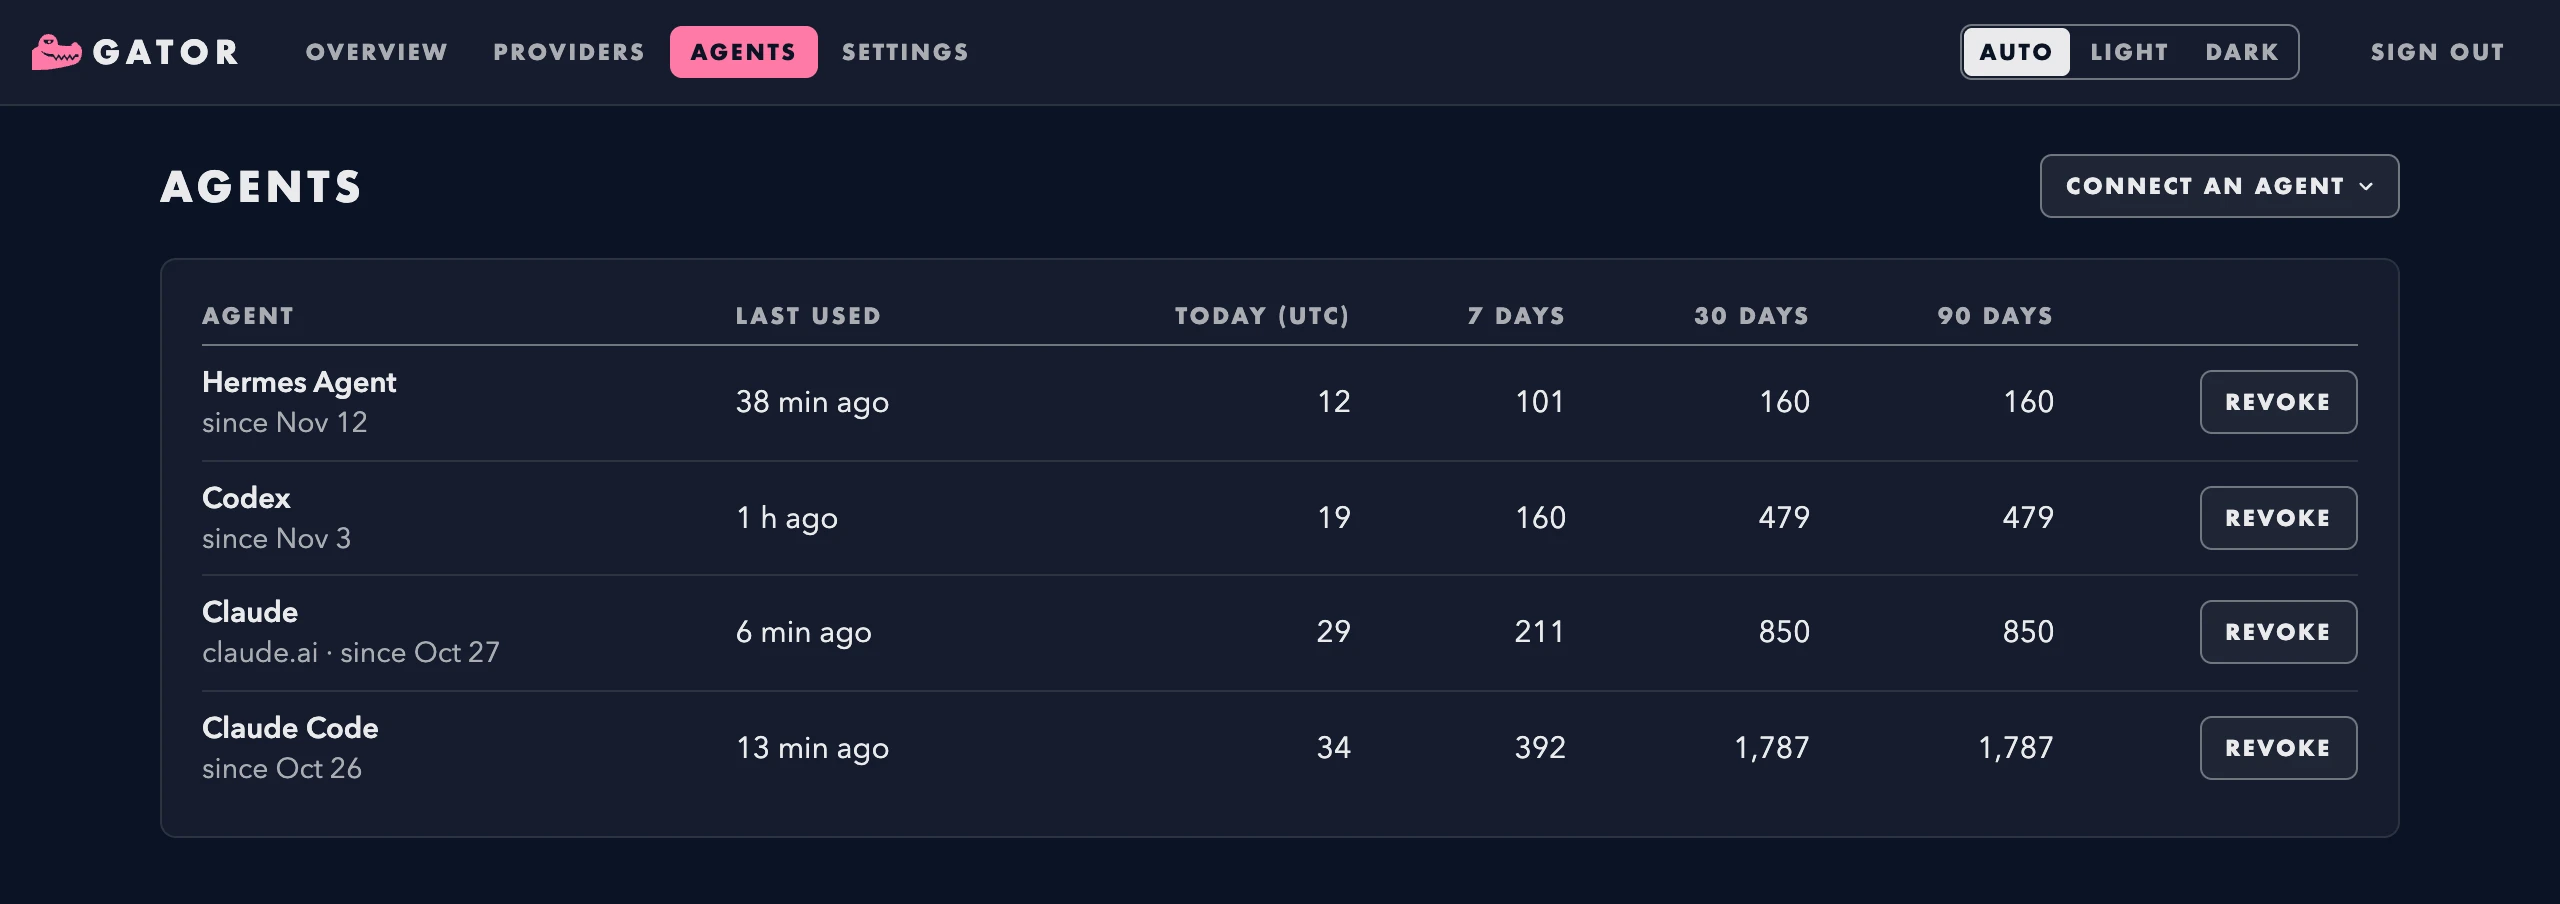 GATOR OVERVIEW PROVIDERS AGENTS SETTINGS AUTO LIGHT DARK SIGN OUT
AGENTS CONNECT AN AGENT
AGENT LAST USED TODAY (UTC) 7 DAYS 30 DAYS 90 DAYS
Hermes Agent
since Nov 12
38 min ago 12 101 160 160 REVOKE
Codex
since Nov 3
1 h ago 19 160 479 479 REVOKE
Claude
claude.ai · since Oct 27
6 min ago 29 211 850 850 REVOKE
Claude Code
since Oct 26
13 min ago 34 392 1,787 1,787 REVOKE